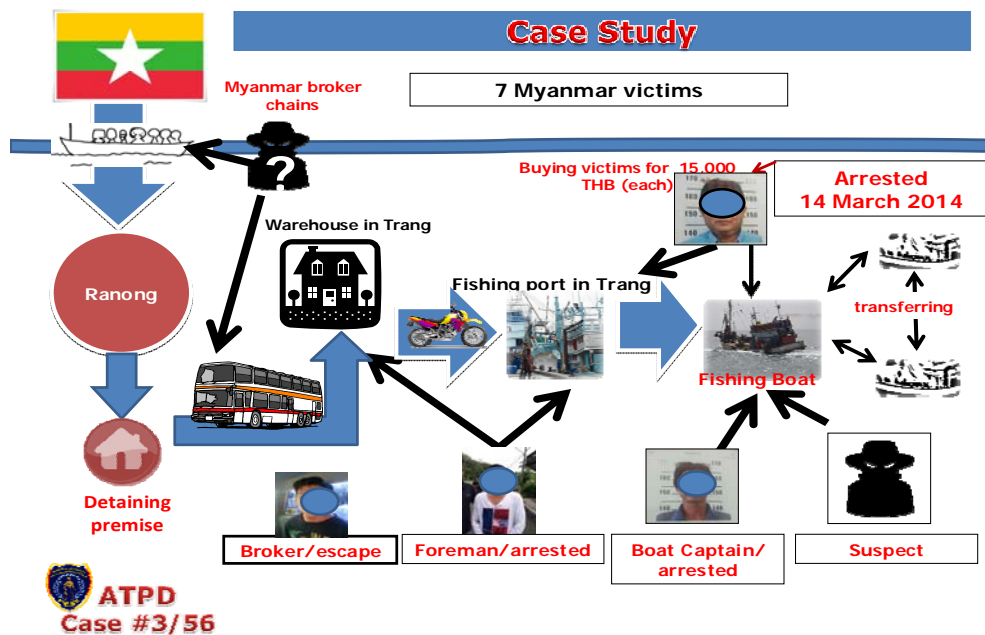 Case Study
7 Myanmar victims
Myanmar broker
chains
?
Buying victims for 15,000
THB (each)
Arrested
14 March 2014
Warehouse in Trang
Ranong
Fishing port in Trang
transferring
Fishing Boat
Detaining
premise
Broker/escape
Foreman/arrested
Boat Captain/
arrested
Suspect
ATPD
Case #3/56